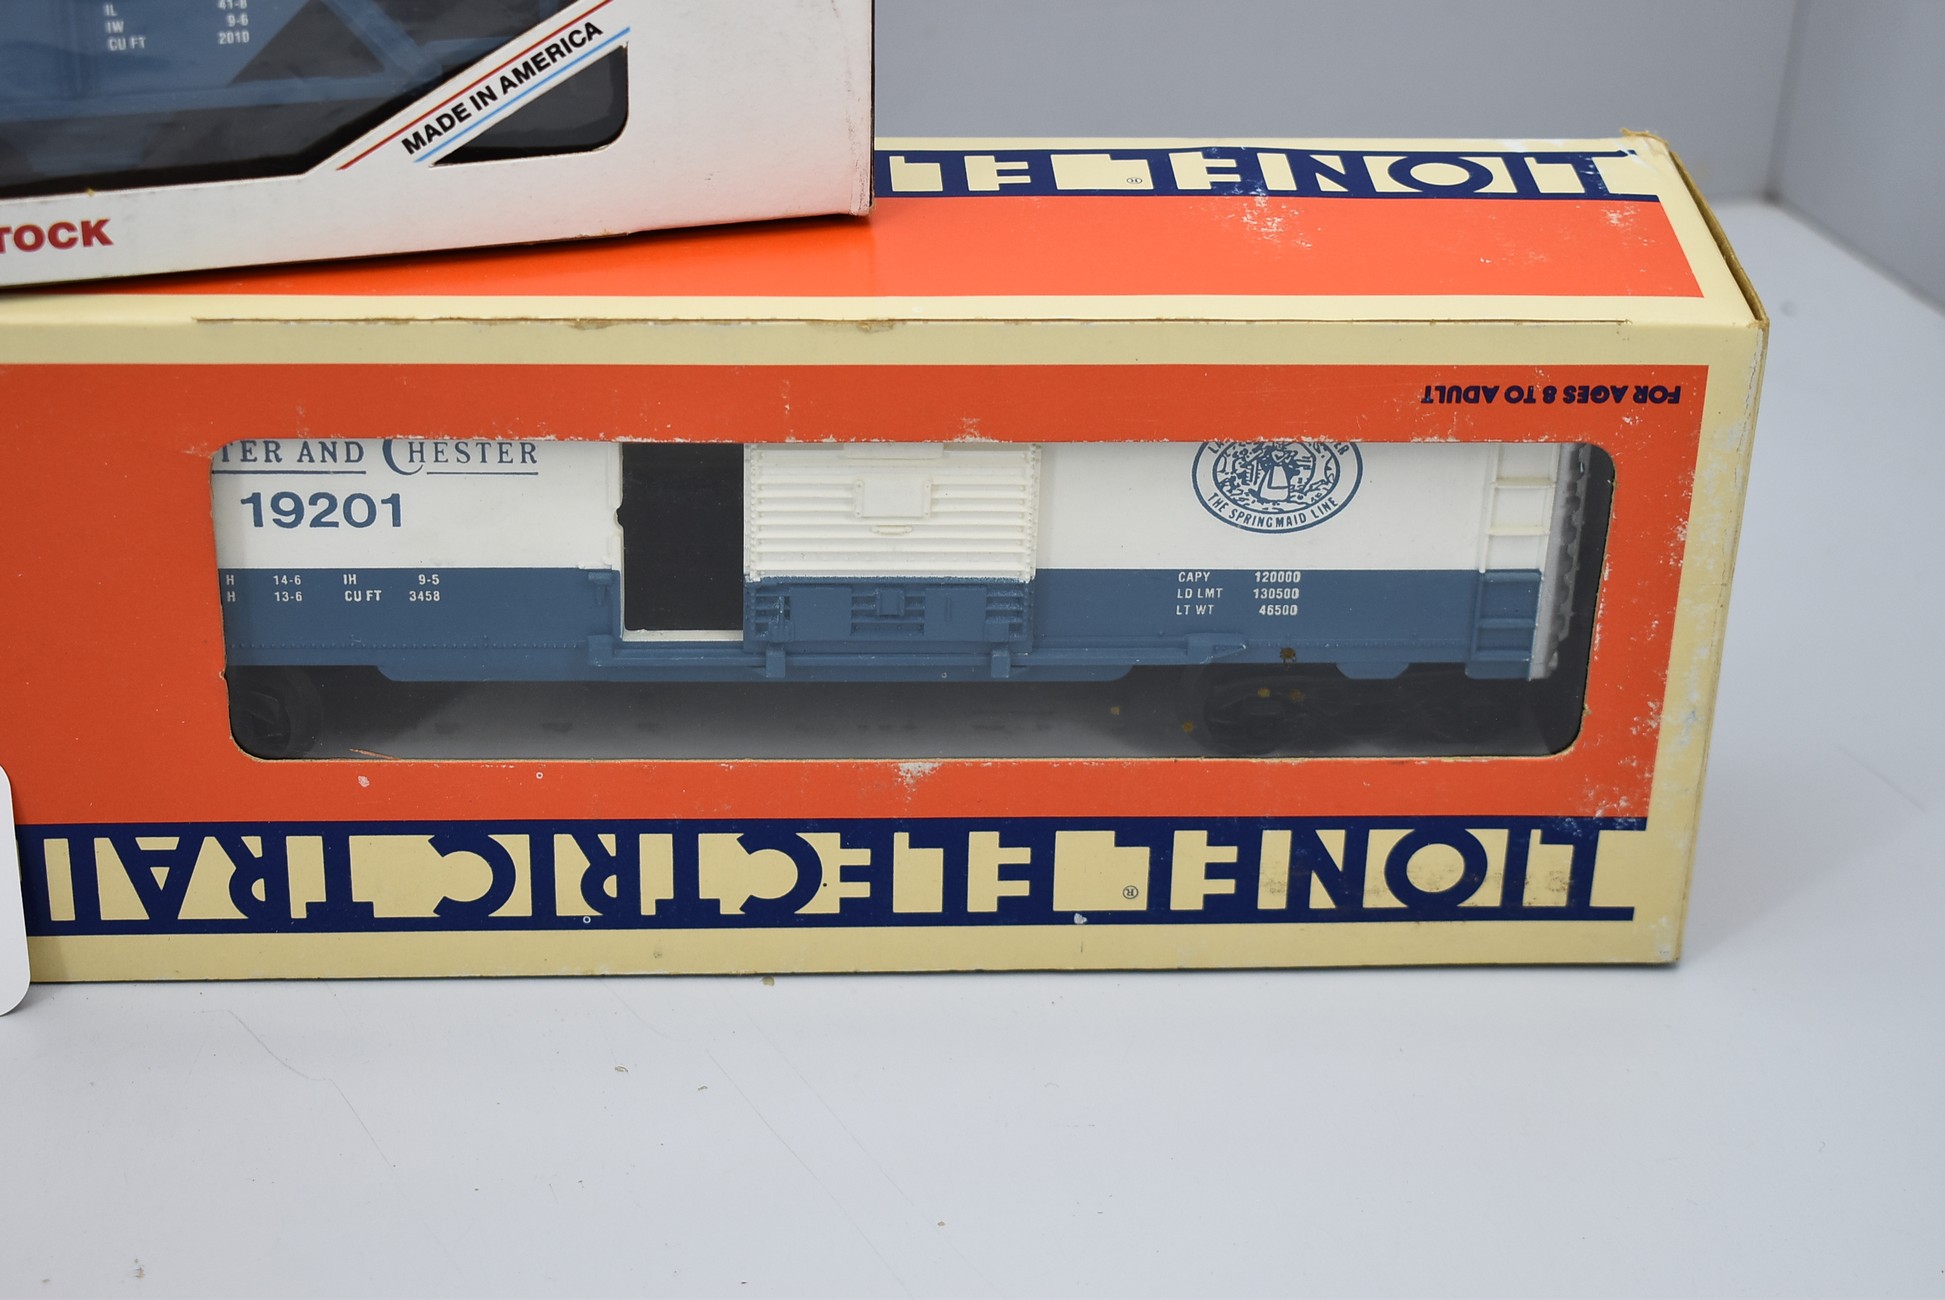 IL 41-8
IW 9-6
CU FT 2010
MADE IN AMERICA
TOCK
LIONEL ®
FOR AGES 8 TO ADULT
TER AND CHESTER
19201
H 14-6 IH 9-5
H 13-6 CU FT 3458
THE SPRINGMAID LINE
CAPY 120000
LD LMT 130500
LT WT 46500
LIONEL ® ELECTRIC TRAI